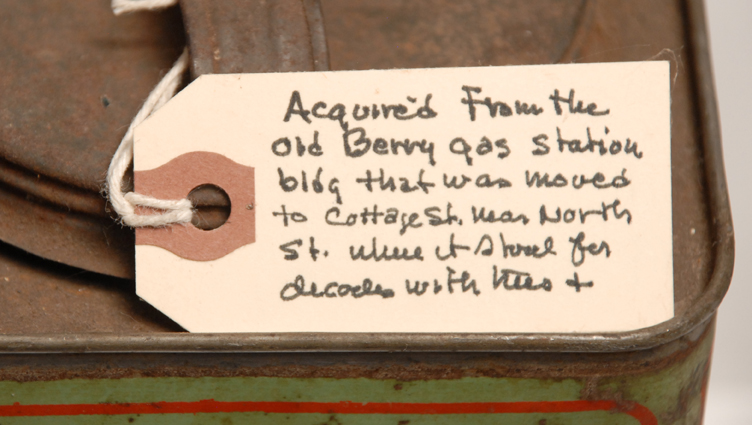 Acquired From the
old Berry gas station
bldg that was moved
to Cottage St. near North
St. where it stood for
decades with this +